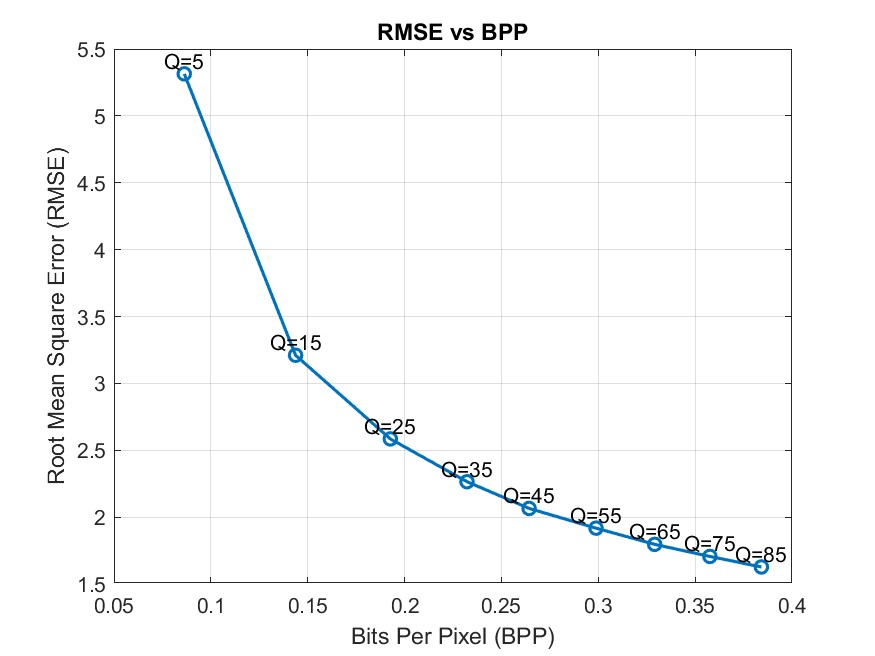 RMSE vs BPP
5.5
5
4.5
4
3.5
3
2.5
2
1.5
Root Mean Square Error (RMSE)
Q=5
Q=15
Q=25
Q=35
Q=45
Q=55
Q=65
Q=75
Q=85
0.05
0.1
0.15
0.2
0.25
0.3
0.35
0.4
Bits Per Pixel (BPP)